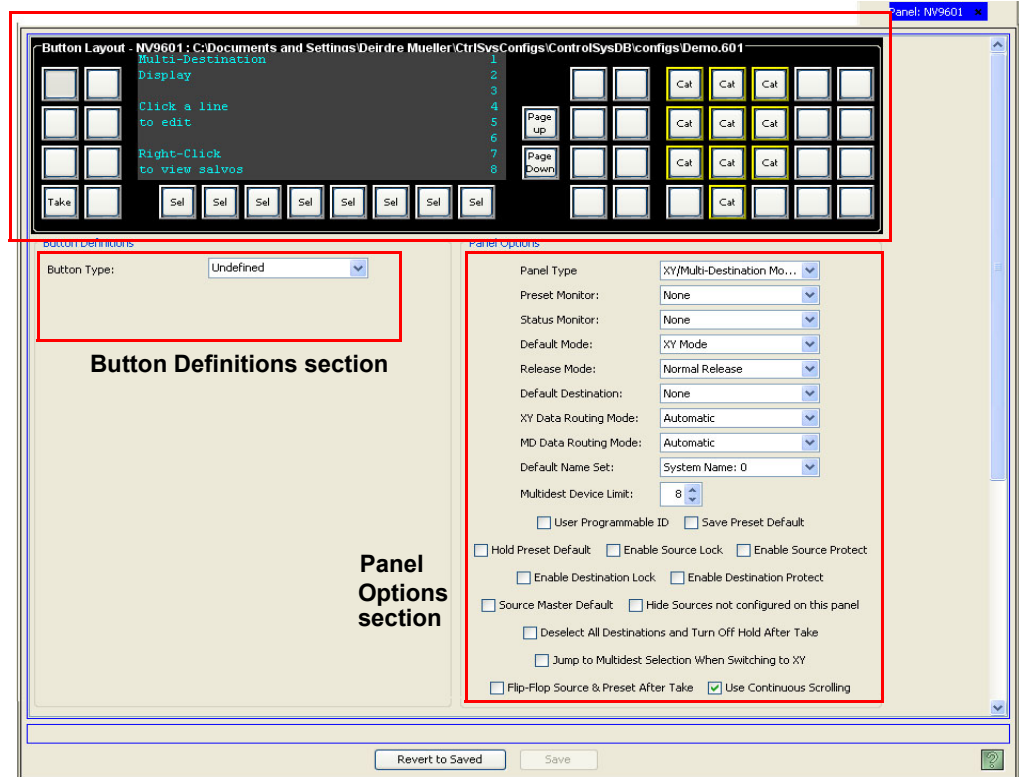 Panel: NV9601 ×
Button Layout - NV9601 : C:\Documents and Settings\Deirdre Mueller\CtrlSysConfigs\ControlSysDB\configs\Demo.601
Multi-Destination 1
Display 2
3
Click a line 4
to edit 5
6
Right-Click 7
to view salvos 8
Cat Cat Cat
Page up
Cat Cat Cat
Page Down
Cat Cat Cat
Take
Sel Sel Sel Sel Sel Sel Sel Sel
Cat
Button Definitions
Button Type: Undefined
Button Definitions section
Panel Options
Panel Type XY/Multi-Destination Mo...
Preset Monitor: None
Status Monitor: None
Default Mode: XY Mode
Release Mode: Normal Release
Default Destination: None
XY Data Routing Mode: Automatic
MD Data Routing Mode: Automatic
Default Name Set: System Name: 0
Multidest Device Limit: 8
User Programmable ID Save Preset Default
Hold Preset Default Enable Source Lock Enable Source Protect
Enable Destination Lock Enable Destination Protect
Source Master Default Hide Sources not configured on this panel
Deselect All Destinations and Turn Off Hold After Take
Jump to Multidest Selection When Switching to XY
Flip-Flop Source & Preset After Take Use Continuous Scrolling
Panel
Options
section
Revert to Saved Save
?